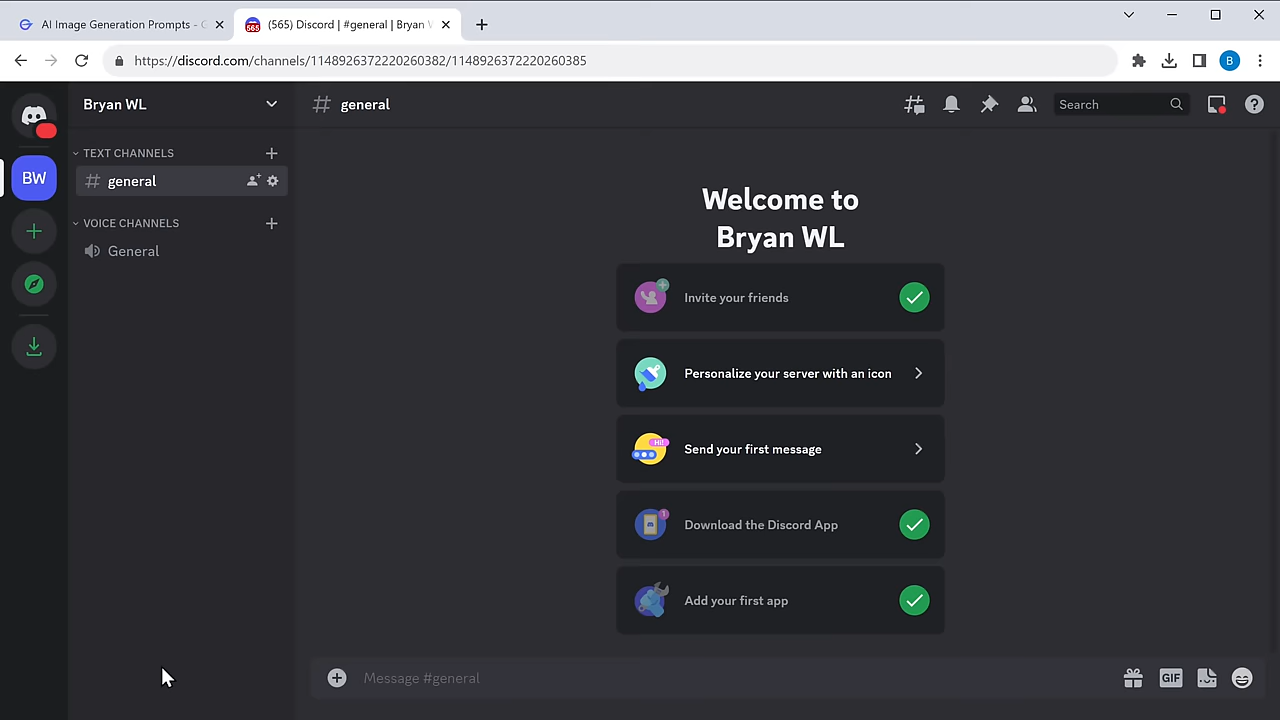 AI Image Generation Prompts - C
(565) Discord | #general | Bryan W
https://discord.com/channels/1148926372220260382/1148926372220260385
B
Bryan WL
# general
Search
BW
TEXT CHANNELS
# general
VOICE CHANNELS
General
Welcome to
Bryan WL
Invite your friends
Personalize your server with an icon
Send your first message
Download the Discord App
Add your first app
Message #general
GIF